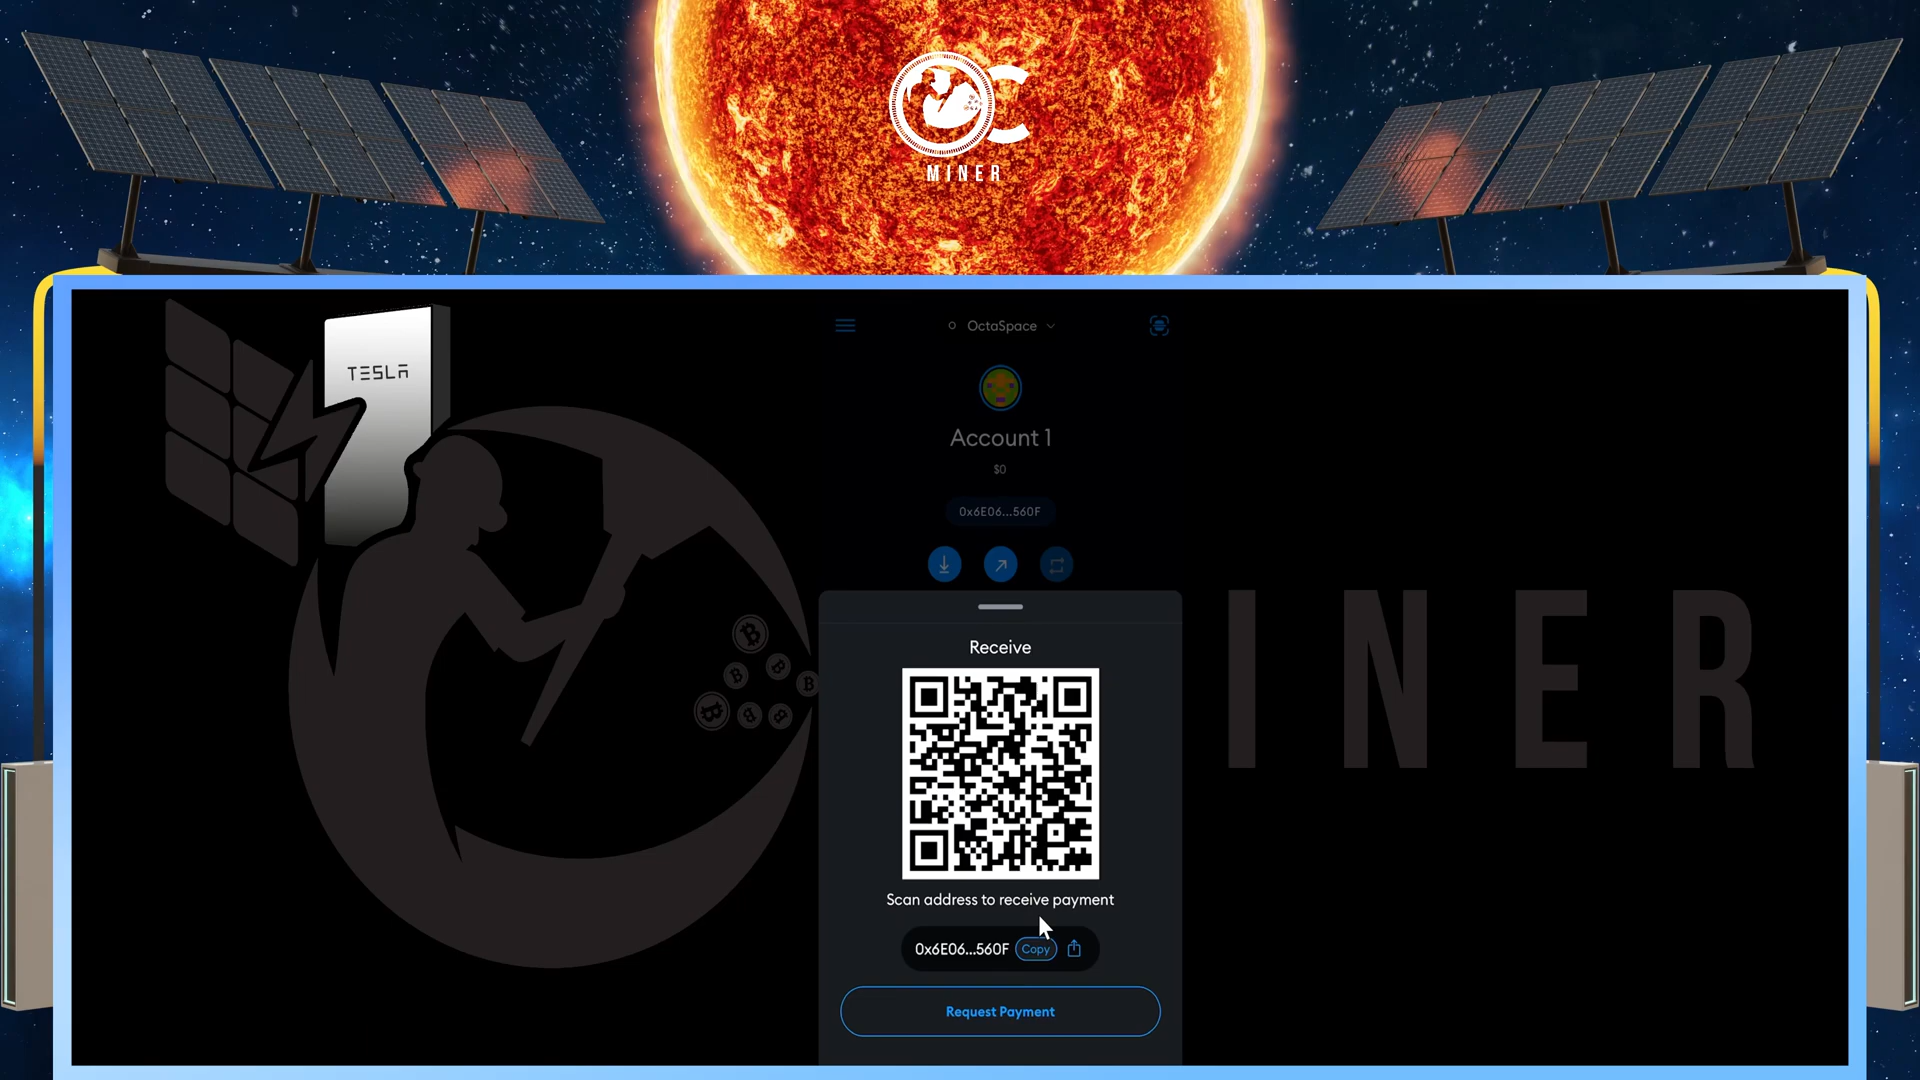 C
MINER
TESLA
OctaSpace
Account 1
$0
0x6E06...560F
INER
Receive
Scan address to receive payment
0x6E06...560F
Copy
Request Payment